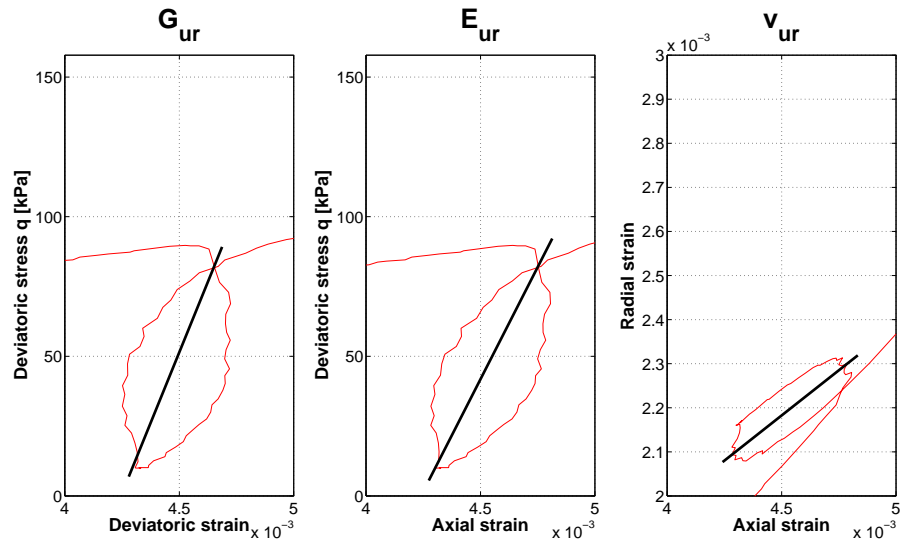 G_ur
Deviatoric stress q [kPa]
150
100
50
0
4
4.5
5
x 10^-3
Deviatoric strain
E_ur
Deviatoric stress q [kPa]
150
100
50
0
4
4.5
5
x 10^-3
Axial strain
ν_ur
x 10^-3
Radial strain
3
2.9
2.8
2.7
2.6
2.5
2.4
2.3
2.2
2.1
2
4
4.5
5
x 10^-3
Axial strain